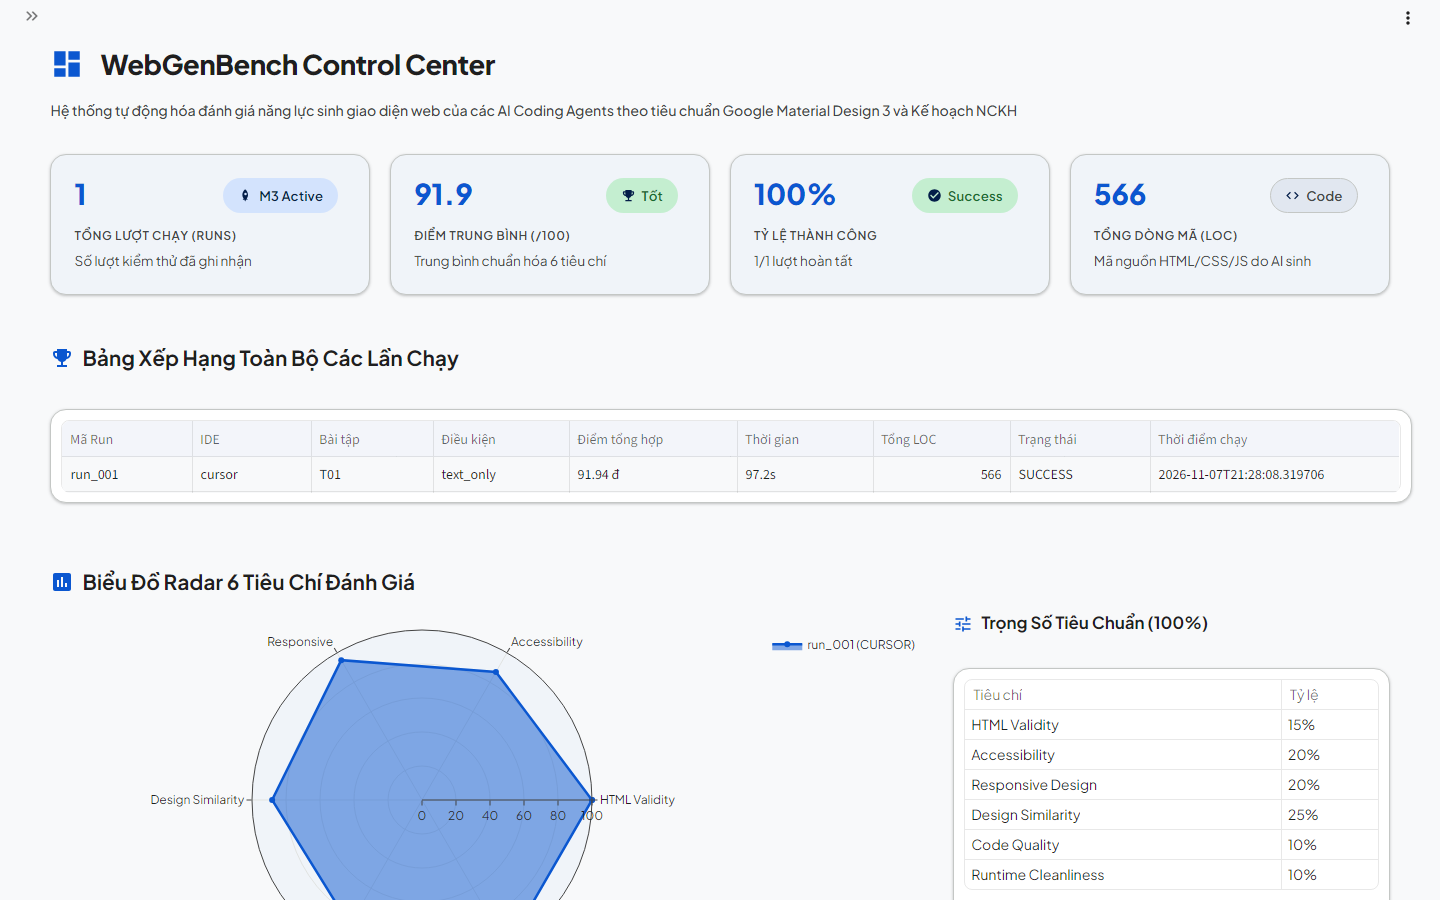 WebGenBench Control Center
Hệ thống tự động hóa đánh giá năng lực sinh giao diện web của các AI Coding Agents theo tiêu chuẩn Google Material Design 3 và Kế hoạch NCKH
1
M3 Active
TỔNG LƯỢT CHẠY (RUNS)
Số lượt kiểm thử đã ghi nhận
91.9
Tốt
ĐIỂM TRUNG BÌNH (/100)
Trung bình chuẩn hóa 6 tiêu chí
100%
Success
TỶ LỆ THÀNH CÔNG
1/1 lượt hoàn tất
566
Code
TỔNG DÒNG MÃ (LOC)
Mã nguồn HTML/CSS/JS do AI sinh
Bảng Xếp Hạng Toàn Bộ Các Lần Chạy
Mã Run IDE Bài tập Điều kiện Điểm tổng hợp Thời gian Tổng LOC Trạng thái Thời điểm chạy
run_001 cursor T01 text_only 91.94 đ 97.2s 566 SUCCESS 2026-11-07T21:28:08.319706
Biểu Đồ Radar 6 Tiêu Chí Đánh Giá
Responsive
Accessibility
Design Similarity
HTML Validity
0 20 40 60 80 100
run_001 (CURSOR)
Trọng Số Tiêu Chuẩn (100%)
Tiêu chí Tỷ lệ
HTML Validity 15%
Accessibility 20%
Responsive Design 20%
Design Similarity 25%
Code Quality 10%
Runtime Cleanliness 10%